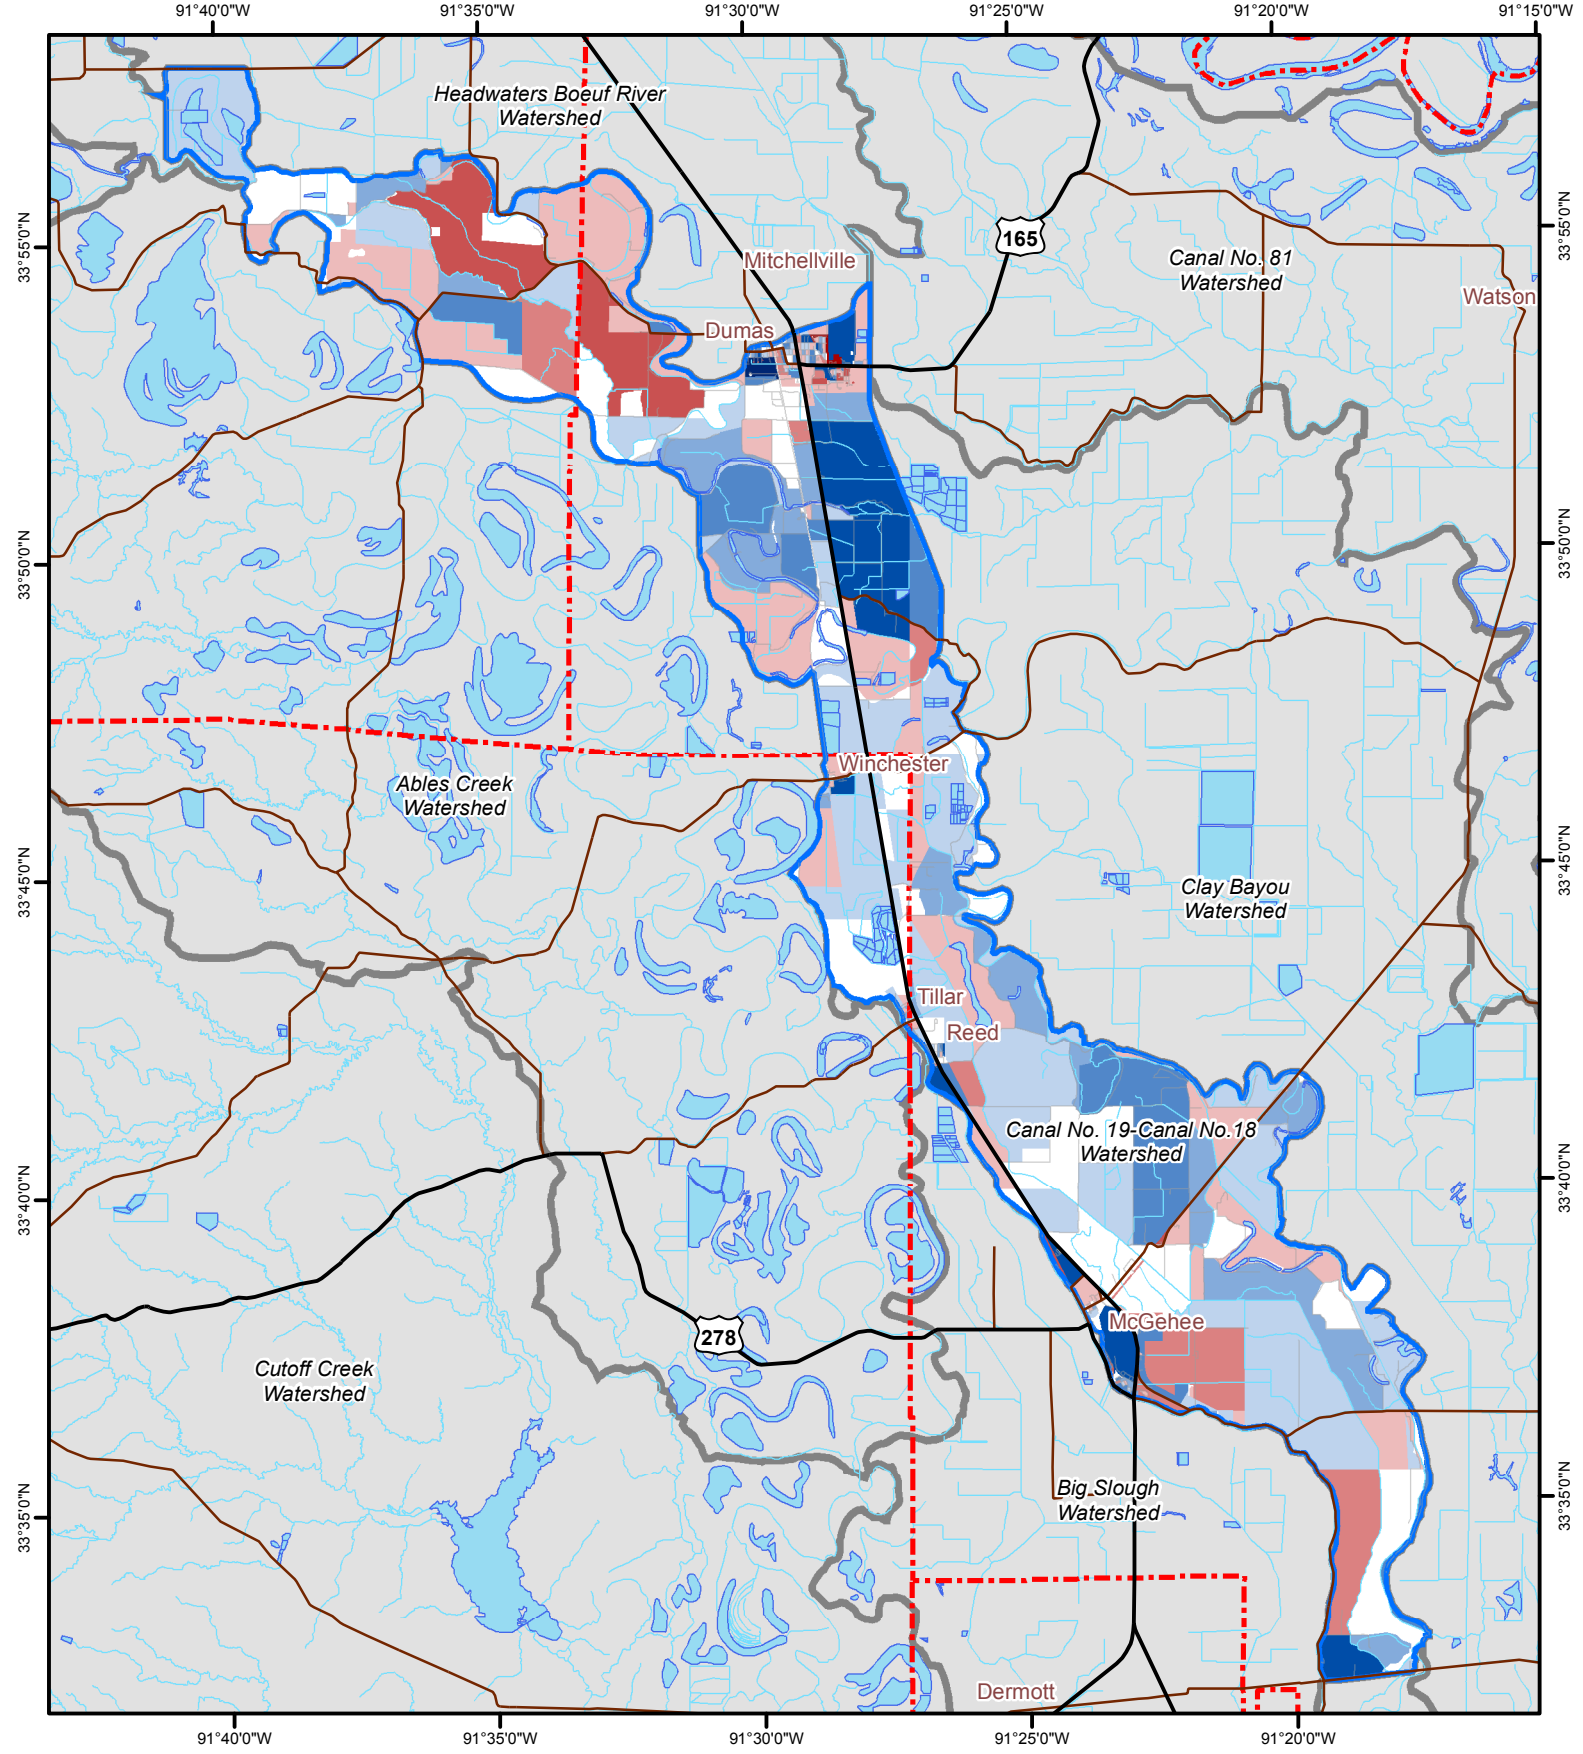 91°40'0"W
91°35'0"W
91°30'0"W
91°25'0"W
91°20'0"W
91°15'0"W
Headwaters Boeuf River
Watershed
33°55'0"N
33°55'0"N
165
Mitchellville
Canal No. 81
Watershed
Watson
Dumas
33°50'0"N
33°50'0"N
Winchester
Ables Creek
Watershed
33°45'0"N
33°45'0"N
Clay Bayou
Watershed
Tillar
Reed
Canal No. 19-Canal No.18
Watershed
33°40'0"N
33°40'0"N
McGehee
278
Cutoff Creek
Watershed
Big Slough
Watershed
33°35'0"N
33°35'0"N
Dermott
91°40'0"W
91°35'0"W
91°30'0"W
91°25'0"W
91°20'0"W